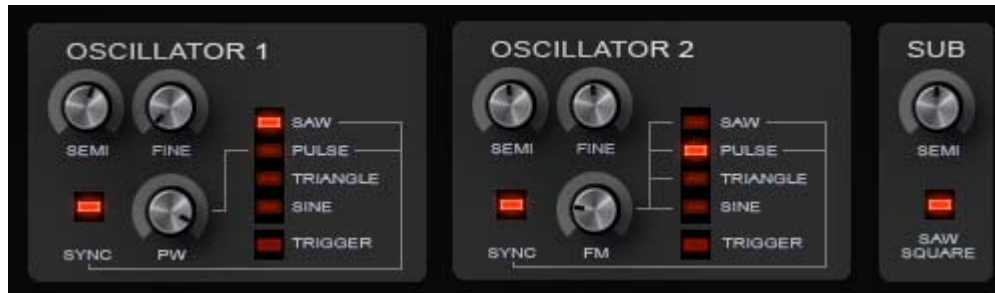 OSCILLATOR 1
SEMI
FINE
SAW
PULSE
TRIANGLE
SINE
TRIGGER
SYNC
PW
OSCILLATOR 2
SEMI
FINE
SAW
PULSE
TRIANGLE
SINE
TRIGGER
SYNC
FM
SUB
SEMI
SAW
SQUARE